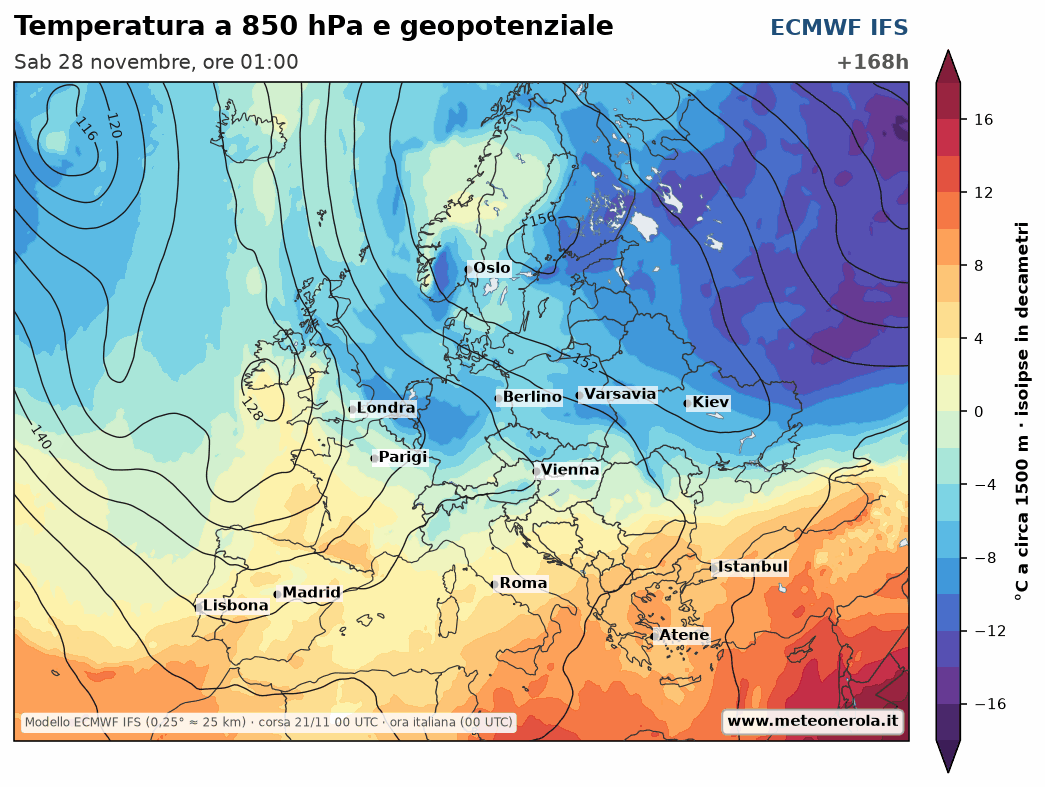 Temperatura a 850 hPa e geopotenziale
ECMWF IFS
Sab 28 novembre, ore 01:00
+168h
116
120
156
Oslo
152
128
140
Londra
Berlino
Varsavia
Kiev
Parigi
Vienna
Istanbul
Roma
Madrid
Lisbona
Atene
Modello ECMWF IFS (0,25° ≈ 25 km) · corsa 21/11 00 UTC · ora italiana (00 UTC)
www.meteonerola.it
16
12
8
4
0
−4
−8
−12
−16
°C a circa 1500 m · isoipse in decametri